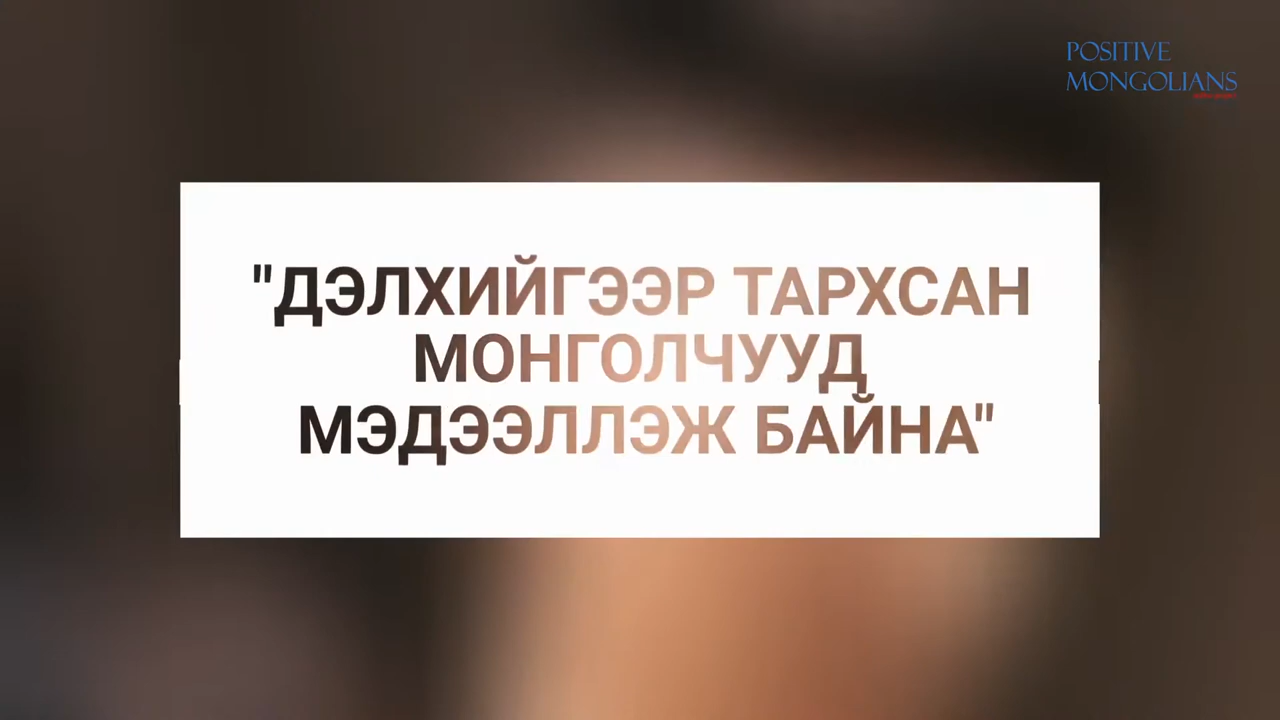 POSITIVE
MONGOLIANS
"ДЭЛХИЙГЭЭР ТАРХСАН
МОНГОЛЧУУД
МЭДЭЭЛЛЭЖ БАЙНА"